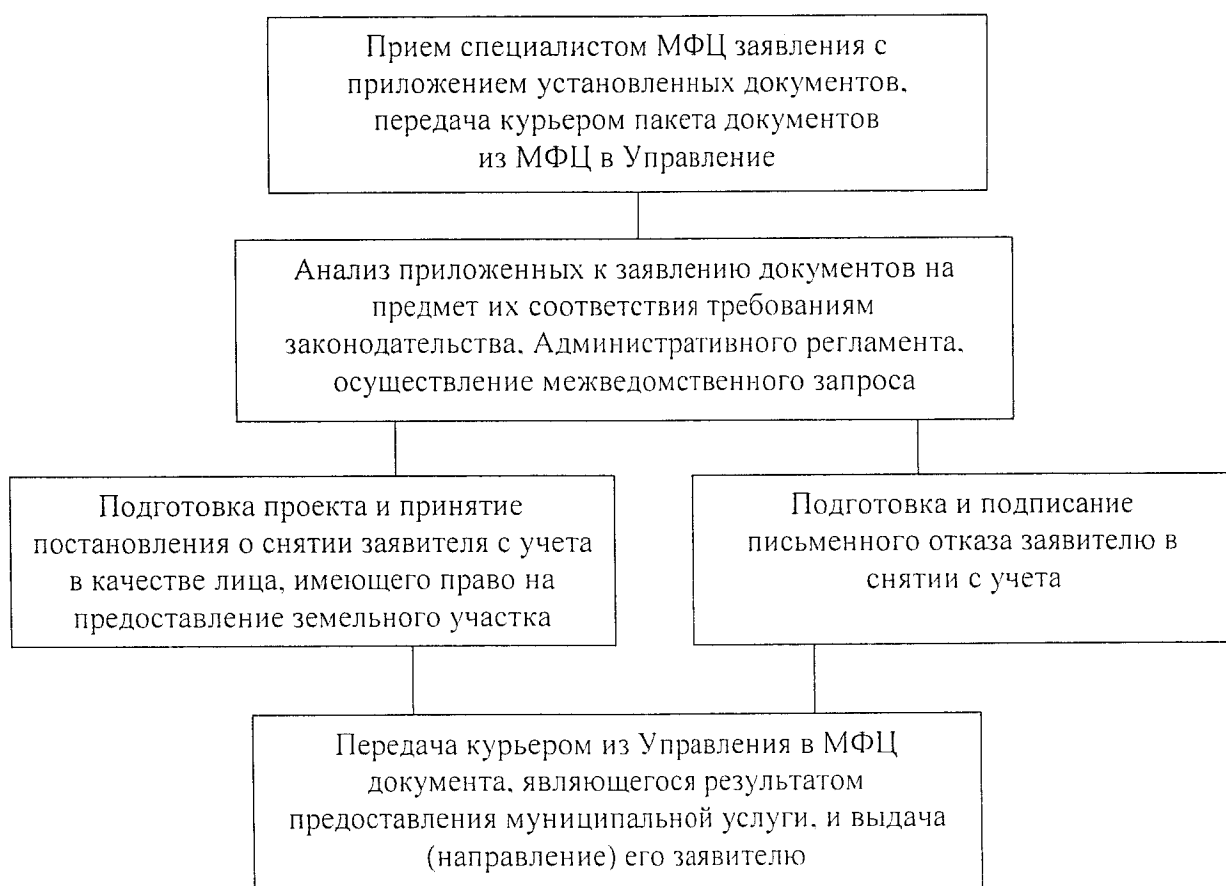 Прием специалистом МФЦ заявления с
приложением установленных документов,
передача курьером пакета документов
из МФЦ в Управление
Анализ приложенных к заявлению документов на
предмет их соответствия требованиям
законодательства, Административного регламента,
осуществление межведомственного запроса
Подготовка проекта и принятие
постановления о снятии заявителя с учета
в качестве лица, имеющего право на
предоставление земельного участка
Подготовка и подписание
письменного отказа заявителю в
снятии с учета
Передача курьером из Управления в МФЦ
документа, являющегося результатом
предоставления муниципальной услуги, и выдача
(направление) его заявителю